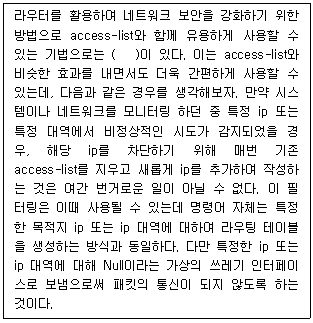 라우터를 활용하여 네트워크 보안을 강화하기 위한
방법으로 access-list와 함께 유용하게 사용할 수
있는 기법으로는 (   )이 있다. 이는 access-list와
비슷한 효과를 내면서도 더욱 간편하게 사용할 수
있는데, 다음과 같은 경우를 생각해보자. 만약 시스
템이나 네트워크를 모니터링 하던 중 특정 ip 또는
특정 대역에서 비정상적인 시도가 감지되었을 경
우, 해당 ip를 차단하기 위해 매번 기존
access-list를 지우고 새롭게 ip를 추가하여 작성하
는 것은 여간 번거로운 일이 아닐 수 없다. 이 필
터링은 이때 사용될 수 있는데 명령어 자체는 특정
한 목적지 ip 또는 ip 대역에 대하여 라우팅 테이블
을 생성하는 방식과 동일하다. 다만 특정한 ip 또는
ip 대역에 대해 Null이라는 가상의 쓰레기 인터페이
스로 보냄으로써 패킷의 통신이 되지 않도록 하는
것이다.